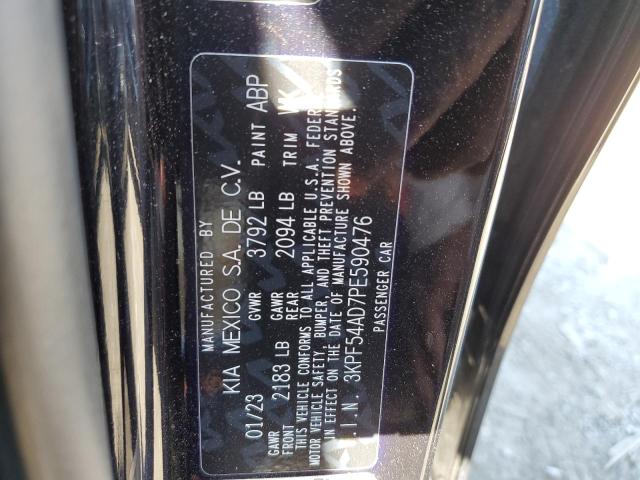 MANUFACTURED BY
KIA MEXICO S.A. DE C.V.
01/23 GVWR 3792 LB PAINT ABP
GAWR FRONT 2183 LB GAWR REAR 2094 LB TRIM WK
THIS VEHICLE CONFORMS TO ALL APPLICABLE U.S.A. FEDERAL
MOTOR VEHICLE SAFETY, BUMPER, AND THEFT PREVENTION STANDARDS
IN EFFECT ON THE DATE OF MANUFACTURE SHOWN ABOVE.
V.I.N. 3KPF54AD7PE590476
PASSENGER CAR